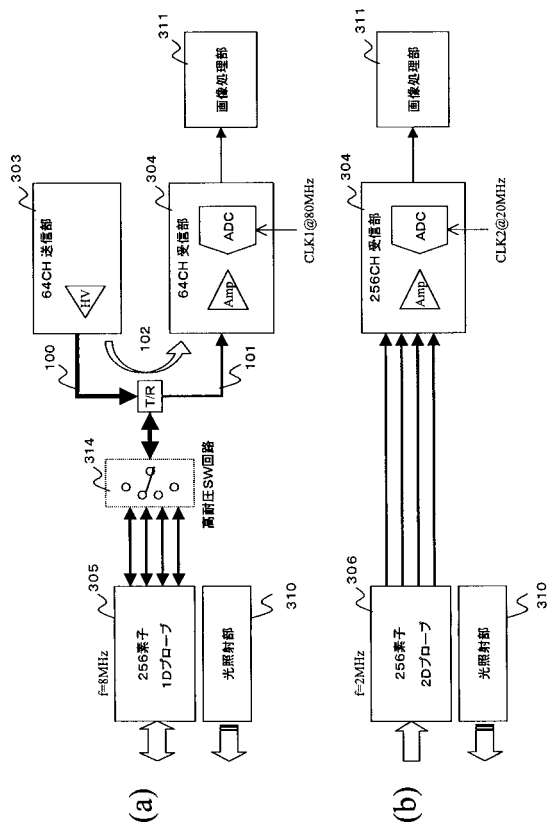 (a)
f=8MHz
305
256素子
1Dプローブ
光照射部
310
314
高耐圧SW回路
100
T/R
102
101
303
64CH 送信部
HV
304
64CH 受信部
Amp
ADC
CLK1@80MHz
311
画像処理部
(b)
f=2MHz
306
256素子
2Dプローブ
光照射部
310
304
256CH 受信部
Amp
ADC
CLK2@20MHz
311
画像処理部